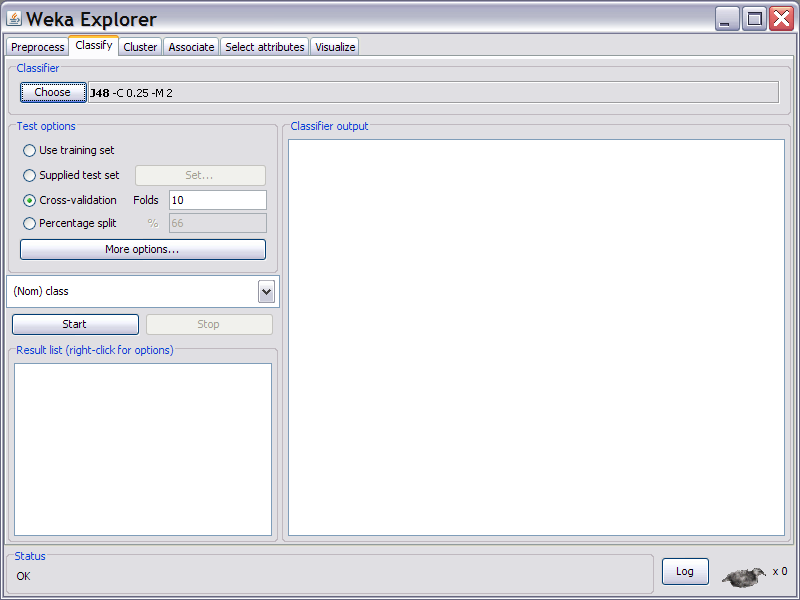 Weka Explorer
Preprocess Classify Cluster Associate Select attributes Visualize
Classifier
Choose J48 -C 0.25 -M 2
Test options
Use training set
Supplied test set Set...
Cross-validation Folds 10
Percentage split % 66
More options...
(Nom) class
Start Stop
Result list (right-click for options)
Classifier output
Status
OK
Log x 0